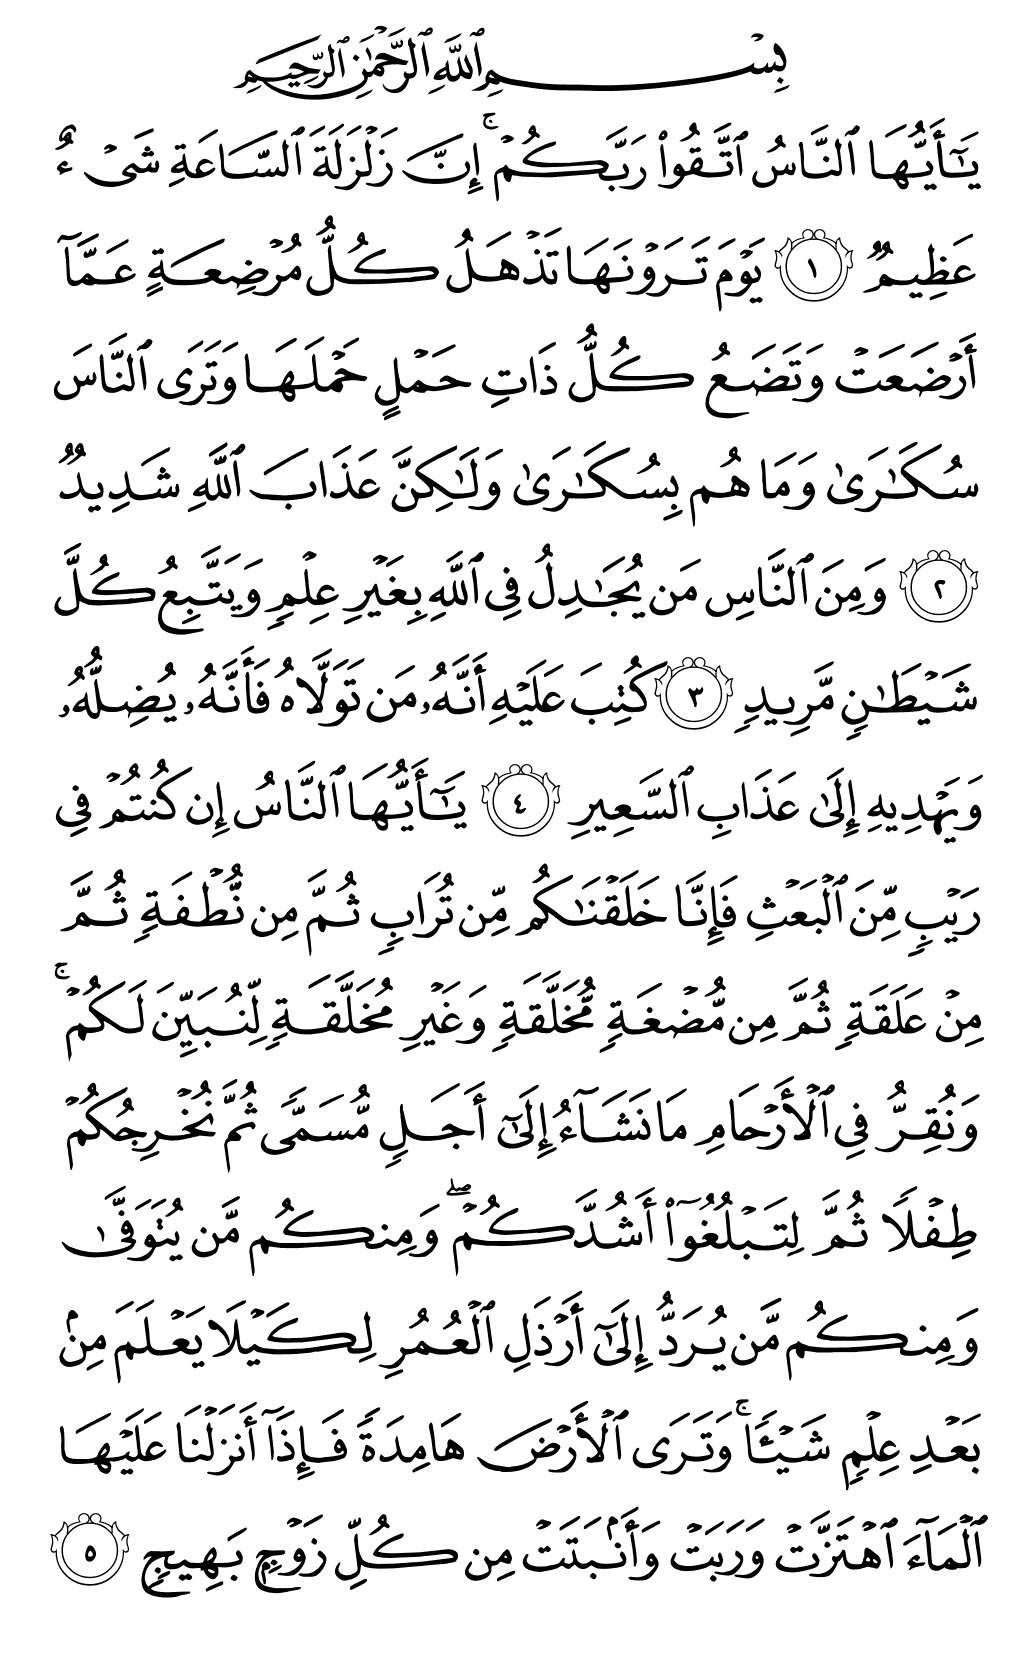 بِسْمِ ٱللَّهِ ٱلرَّحْمَٰنِ ٱلرَّحِيمِ
يَٰٓأَيُّهَا ٱلنَّاسُ ٱتَّقُوا۟ رَبَّكُمْ ۚ إِنَّ زَلْزَلَةَ ٱلسَّاعَةِ شَىْءٌ
عَظِيمٌ ١ يَوْمَ تَرَوْنَهَا تَذْهَلُ كُلُّ مُرْضِعَةٍ عَمَّآ
أَرْضَعَتْ وَتَضَعُ كُلُّ ذَاتِ حَمْلٍ حَمْلَهَا وَتَرَى ٱلنَّاسَ
سُكَٰرَىٰ وَمَا هُم بِسُكَٰرَىٰ وَلَٰكِنَّ عَذَابَ ٱللَّهِ شَدِيدٌ
٢ وَمِنَ ٱلنَّاسِ مَن يُجَٰدِلُ فِى ٱللَّهِ بِغَيْرِ عِلْمٍ وَيَتَّبِعُ كُلَّ
شَيْطَٰنٍ مَّرِيدٍ ٣ كُتِبَ عَلَيْهِ أَنَّهُۥ مَن تَوَلَّاهُ فَأَنَّهُۥ يُضِلُّهُۥ
وَيَهْدِيهِ إِلَىٰ عَذَابِ ٱلسَّعِيرِ ٤ يَٰٓأَيُّهَا ٱلنَّاسُ إِن كُنتُمْ فِى
رَيْبٍ مِّنَ ٱلْبَعْثِ فَإِنَّا خَلَقْنَٰكُم مِّن تُرَابٍ ثُمَّ مِن نُّطْفَةٍ ثُمَّ
مِنْ عَلَقَةٍ ثُمَّ مِن مُّضْغَةٍ مُّخَلَّقَةٍ وَغَيْرِ مُخَلَّقَةٍ لِّنُبَيِّنَ لَكُمْ ۚ
وَنُقِرُّ فِى ٱلْأَرْحَامِ مَا نَشَآءُ إِلَىٰٓ أَجَلٍ مُّسَمًّى ثُمَّ نُخْرِجُكُمْ
طِفْلًا ثُمَّ لِتَبْلُغُوٓا۟ أَشُدَّكُمْ ۖ وَمِنكُم مَّن يُتَوَفَّىٰ
وَمِنكُم مَّن يُرَدُّ إِلَىٰٓ أَرْذَلِ ٱلْعُمُرِ لِكَيْلَا يَعْلَمَ مِنۢ
بَعْدِ عِلْمٍ شَيْـًٔا ۚ وَتَرَى ٱلْأَرْضَ هَامِدَةً فَإِذَآ أَنزَلْنَا عَلَيْهَا
ٱلْمَآءَ ٱهْتَزَّتْ وَرَبَتْ وَأَنۢبَتَتْ مِن كُلِّ زَوْجٍۭ بَهِيجٍ ٥